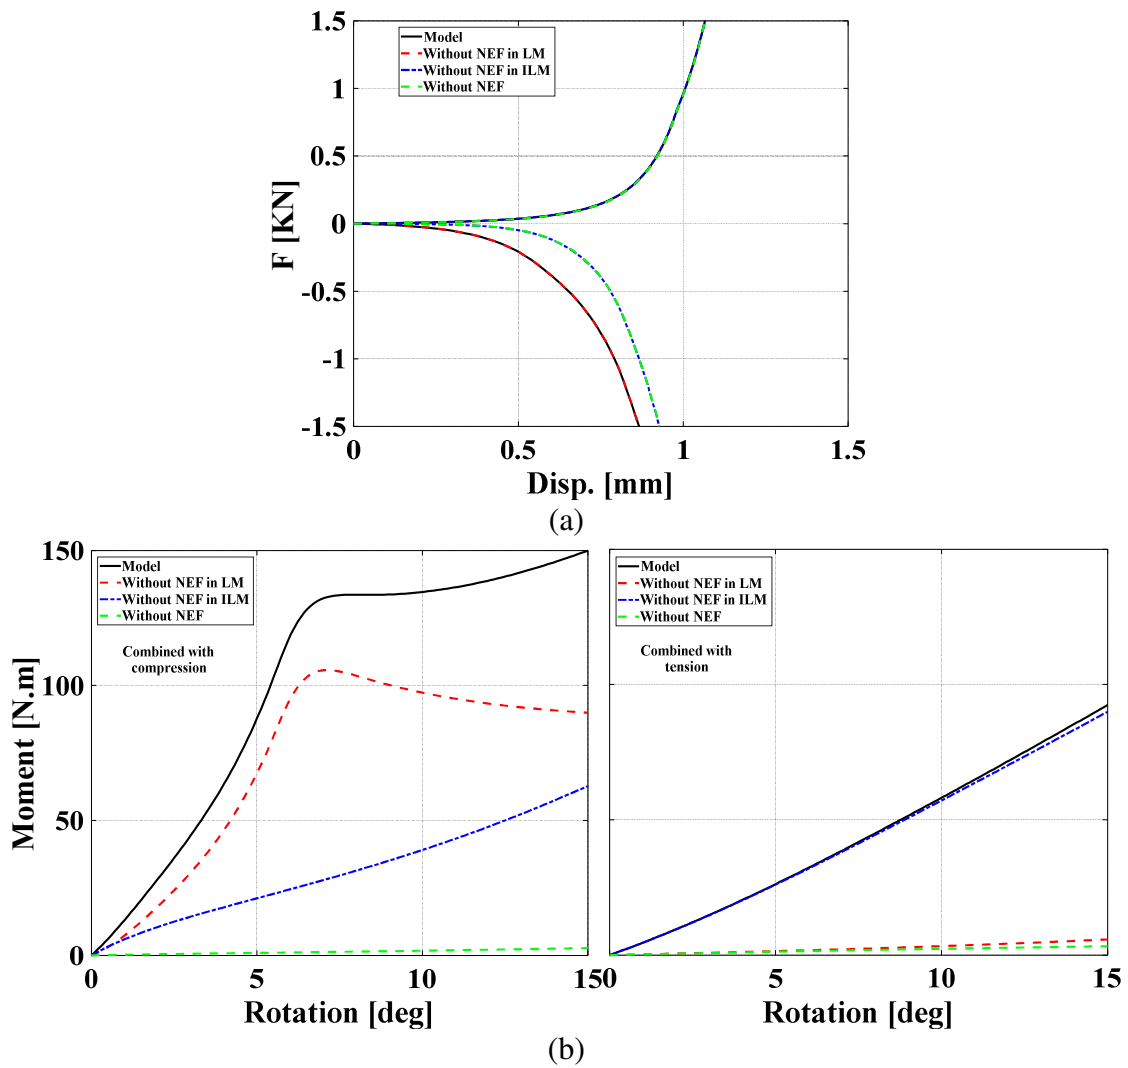 1.5
Model
Without NEF in LM
Without NEF in ILM
Without NEF
1
0.5
0
-0.5
-1
-1.5
F [KN]
0
0.5
1
1.5
Disp. [mm]
(a)
150
Model
Without NEF in LM
Without NEF in ILM
Without NEF
Combined with
compression
100
50
0
Moment [N.m]
0
5
10
15
Rotation [deg]
Model
Without NEF in LM
Without NEF in ILM
Without NEF
Combined with
tension
0
5
10
15
Rotation [deg]
(b)